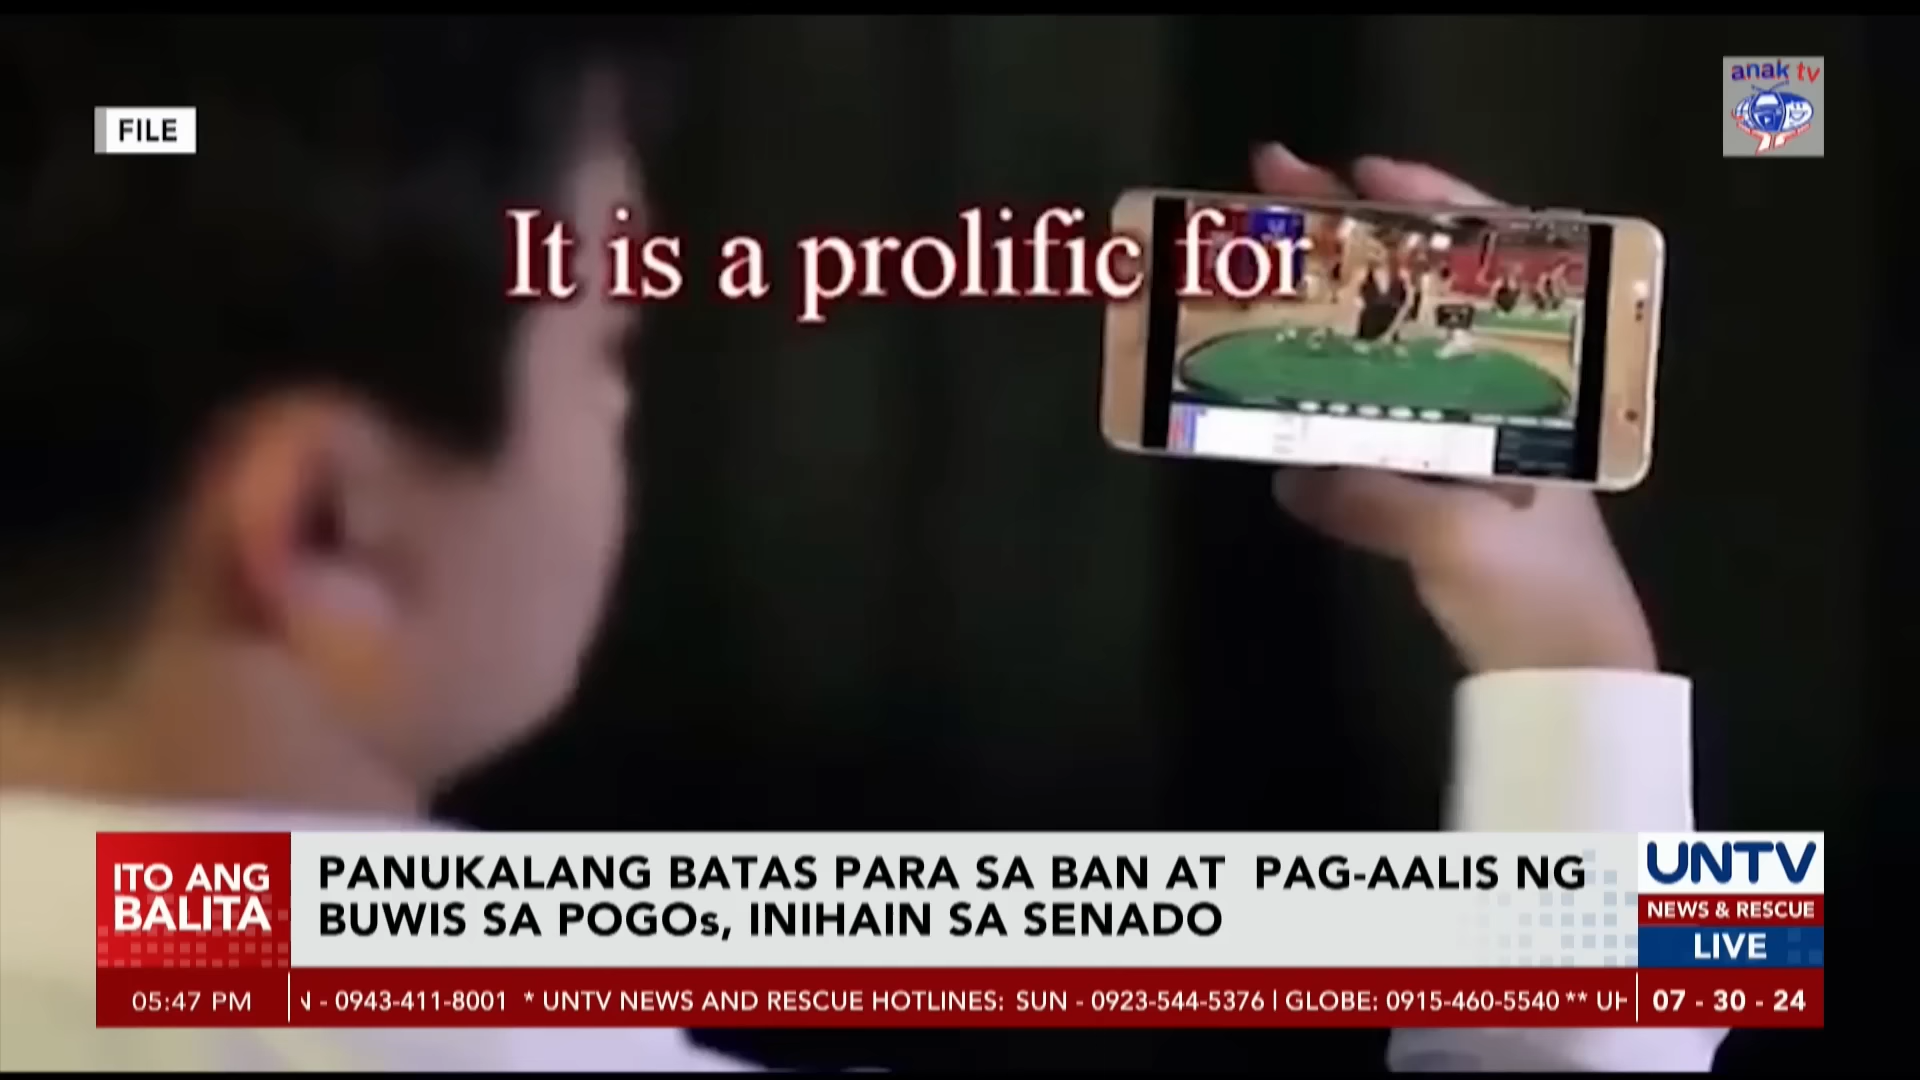 anak tv
FILE
It is a prolific for
ITO ANG
BALITA
PANUKALANG BATAS PARA SA BAN AT PAG-AALIS NG
BUWIS SA POGOs, INIHAIN SA SENADO
UNTV
NEWS & RESCUE
LIVE
05:47 PM
- 0943-411-8001 * UNTV NEWS AND RESCUE HOTLINES: SUN - 0923-544-5376 | GLOBE: 0915-460-5540 **
07 - 30 - 24